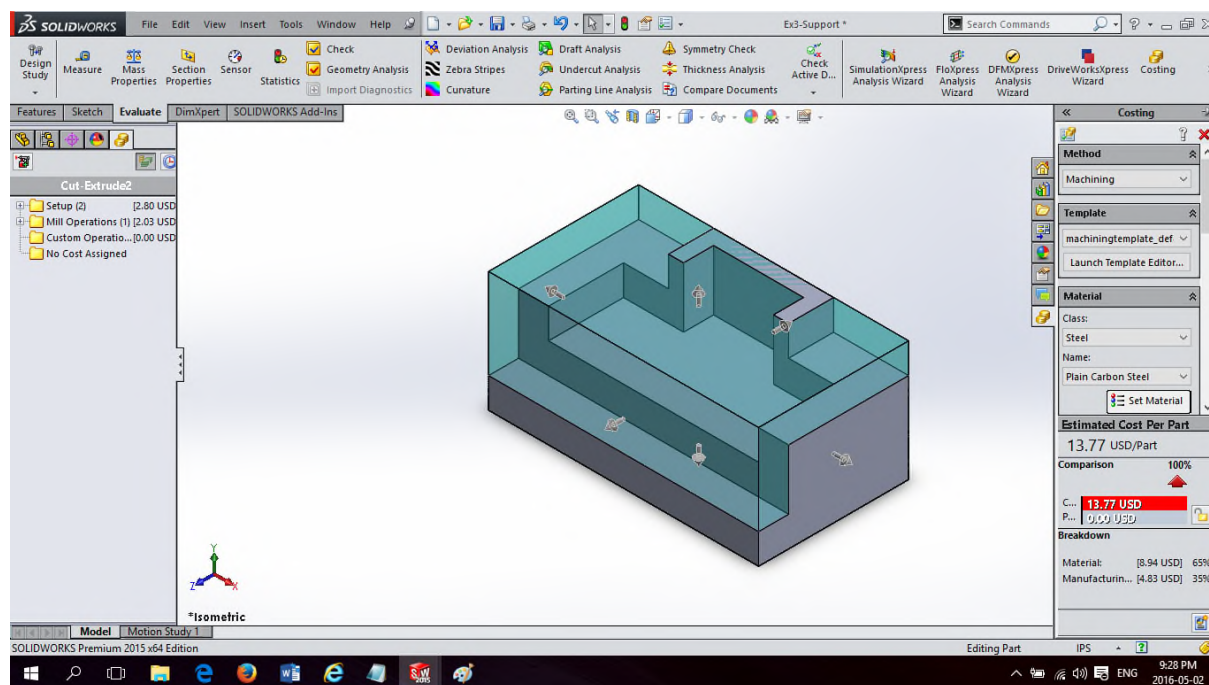 SOLIDWORKS File Edit View Insert Tools Window Help Ex3-Support * Search Commands
Design Study Measure Mass Properties Section Properties Sensor Statistics
Check
Geometry Analysis
Import Diagnostics
Deviation Analysis
Zebra Stripes
Curvature
Draft Analysis
Undercut Analysis
Parting Line Analysis
Symmetry Check
Thickness Analysis
Compare Documents
Check Active D...
SimulationXpress Analysis Wizard
FloXpress Analysis Wizard
DFMXpress Analysis Wizard
DriveWorksXpress Wizard
Costing
Features Sketch Evaluate DimXpert SOLIDWORKS Add-Ins
Cut-Extrude2
Setup (2) [2.80 USD
Mill Operations (1) [2.03 USD
Custom Operatio... [0.00 USD
No Cost Assigned
Y
Z X
*Isometric
Costing
Method
Machining
Template
machiningtemplate_def
Launch Template Editor...
Material
Class:
Steel
Name:
Plain Carbon Steel
Set Material
Estimated Cost Per Part
13.77 USD/Part
Comparison 100%
C... 13.77 USD
P... 0.00 USD
Breakdown
Material: [8.94 USD] 65%
Manufacturin... [4.83 USD] 35%
Model Motion Study 1
SOLIDWORKS Premium 2015 x64 Edition Editing Part IPS
ENG 9:28 PM
2016-05-02